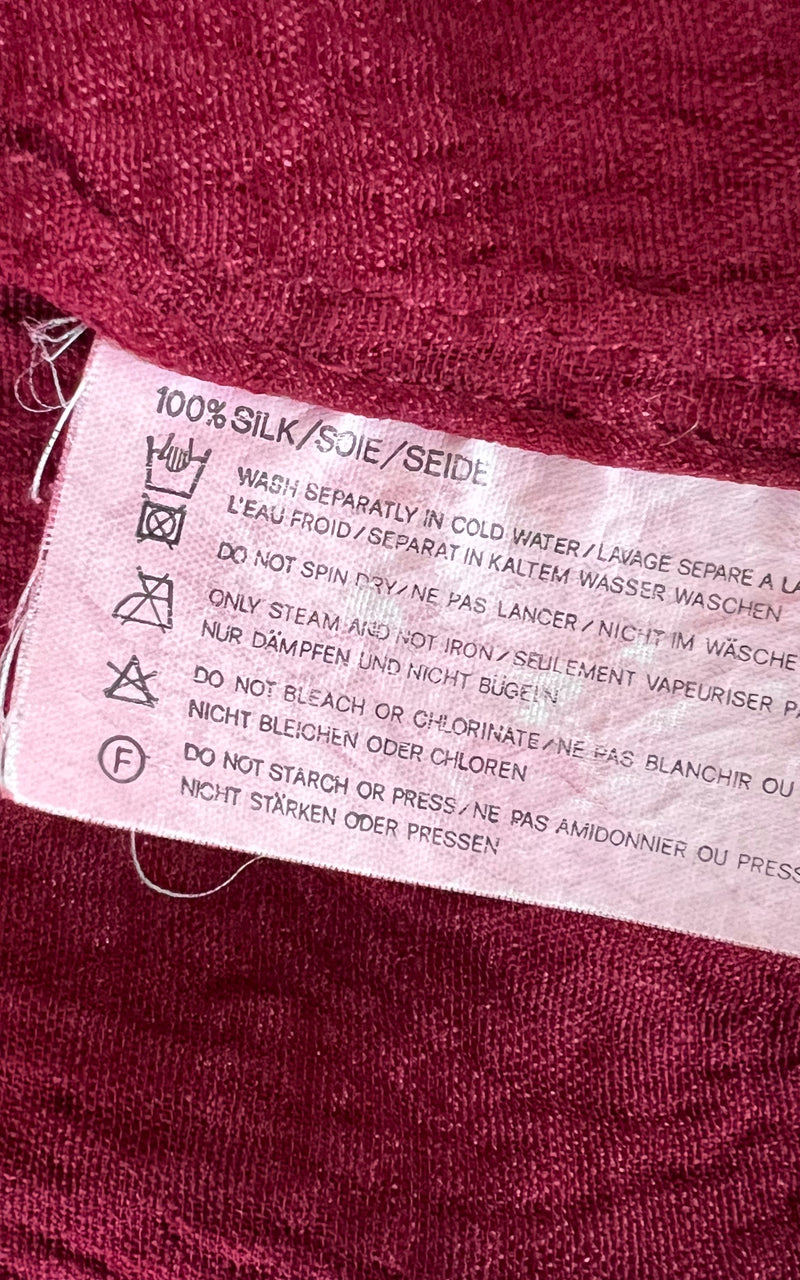 100% SILK/SOIE/SEIDE
WASH SEPARATLY IN COLD WATER/LAVAGE SEPARE A
L'EAU FROID/SEPARAT IN KALTEM WASSER WASCHEN
DO NOT SPIN DRY/NE PAS LANCER/NICHT IM WÄSCHE
ONLY STEAM AND NOT IRON/SEULEMENT VAPEURISER
NUR DÄMPFEN UND NICHT BÜGELN
DO NOT BLEACH OR CHLORINATE/NE PAS BLANCHIR OU
NICHT BLEICHEN ODER CHLOREN
F DO NOT STARCH OR PRESS/NE PAS AMIDONNIER OU PRESS
NICHT STÄRKEN ODER PRESSEN